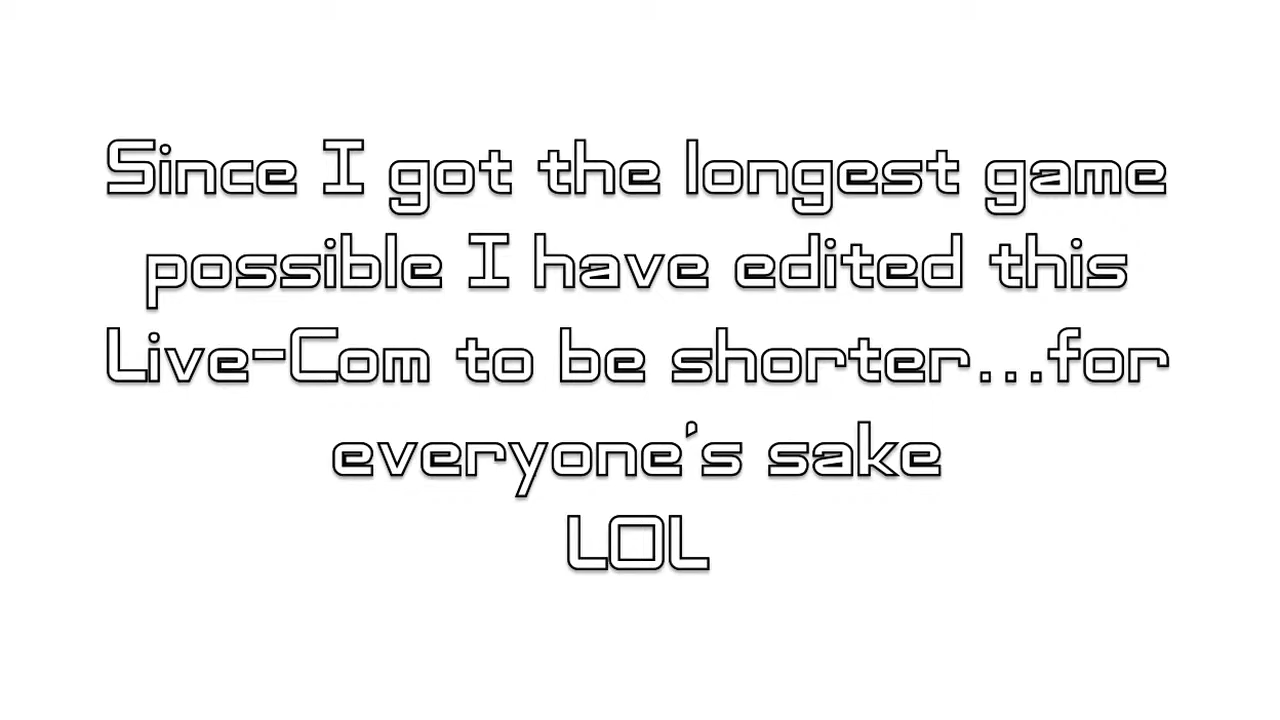 Since I got the longest game
possible I have edited this
Live-Com to be shorter...for
everyone's sake
LOL